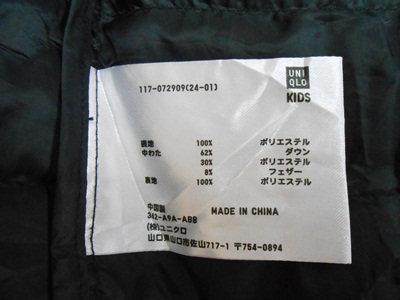 UNI
QLO
KIDS
117-072909(24-01)
表地 100% ポリエステル
中わた 62% ダウン
30% ポリエステル
8% フェザー
裏地 100% ポリエステル
中国製 MADE IN CHINA
342-A9A-ABB
(株)ユニクロ
山口県山口市佐山717-1 〒754-0894